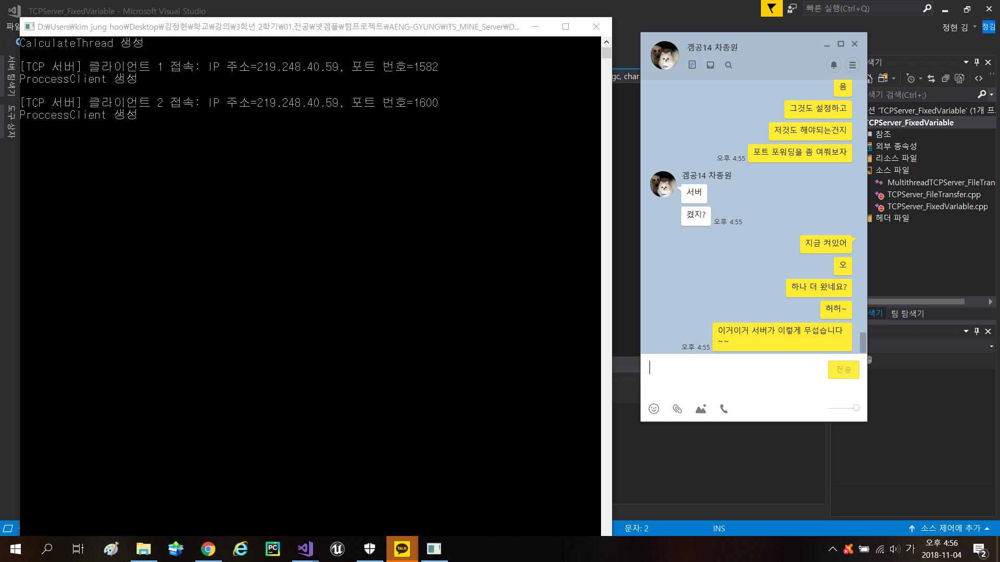 TCPServer_FixedVariable - Microsoft Visual Studio
빠른 실행(Ctrl+Q)
정현 김
정김
D:₩Users₩kim jung hoo₩Desktop₩김정현₩학교₩강의₩3학년 2학기₩01.전공₩넷겜플₩텀프로젝트₩AENG-GYUNG₩ITS_MINE_Server₩D...
CalculateThread 생성
[TCP 서버] 클라이언트 1 접속: IP 주소=219.248.40.59, 포트 번호=1582
ProccessClient 생성
[TCP 서버] 클라이언트 2 접속: IP 주소=219.248.40.59, 포트 번호=1600
ProccessClient 생성
서버 탐색기
도구 상자
gc, char
겜공14 차종원
음
그것도 설정하고
저것도 해야되는건지
포트 포워딩을 좀 여쭤보자
오후 4:55
겜공14 차종원
서버
켰지?
오후 4:55
지금 켜있어
오
하나 더 왔네요?
허허~
이거이거 서버가 이렇게 무섭습니다
~~
오후 4:55
전송
색기
색기 검색(Ctrl+;)
션 'TCPServer_FixedVariable' (1개 프
TCPServer_FixedVariable
참조
외부 종속성
리소스 파일
소스 파일
MultithreadTCPServer_FileTran
TCPServer_FileTransfer.cpp
TCPServer_FixedVariable.cpp
헤더 파일
색기
팀 탐색기
문자: 2
INS
소스 제어에 추가
PC
TALK
가
오후 4:56
2018-11-04
2